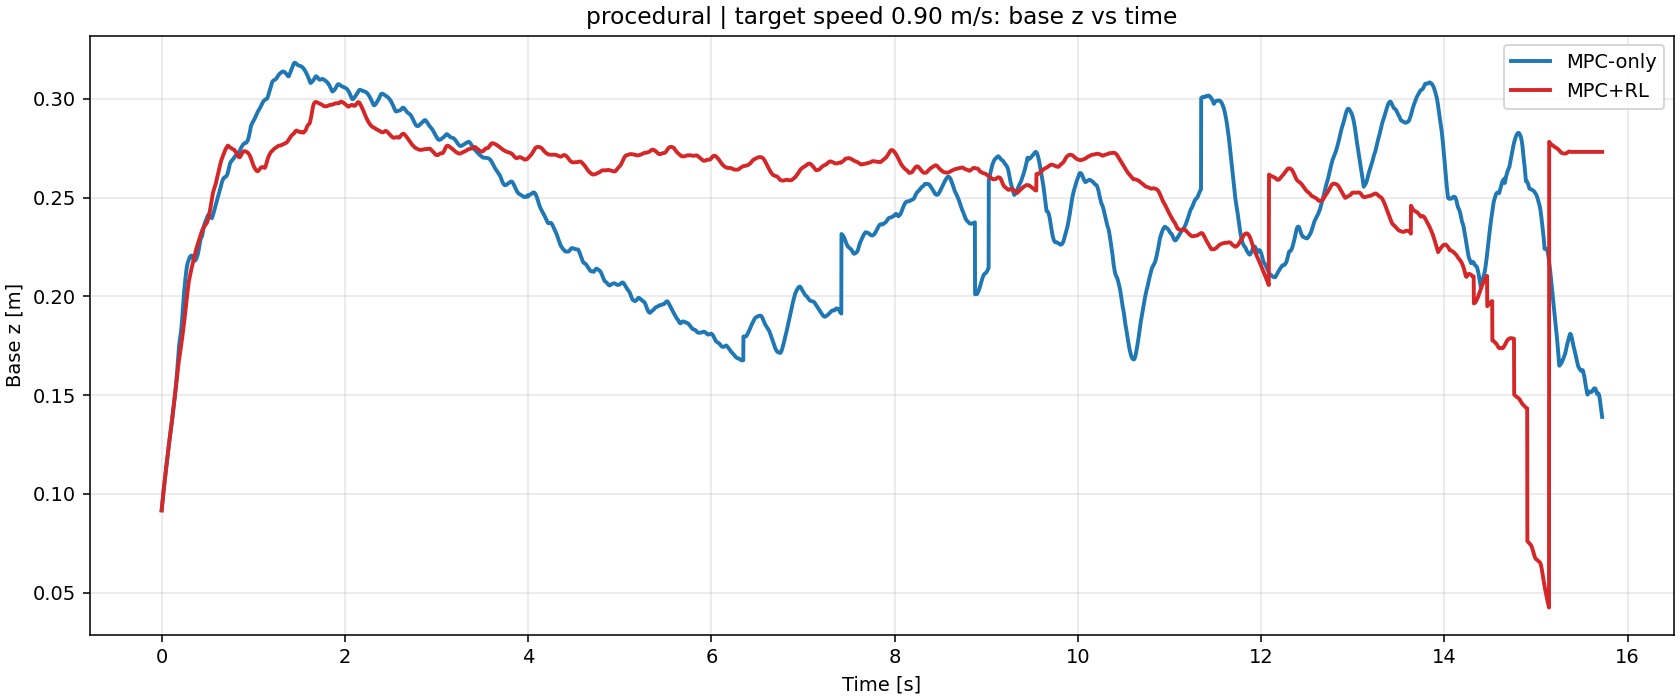 procedural | target speed 0.90 m/s: base z vs time
MPC-only
MPC+RL
Base z [m]
0.30
0.25
0.20
0.15
0.10
0.05
0 2 4 6 8 10 12 14 16
Time [s]